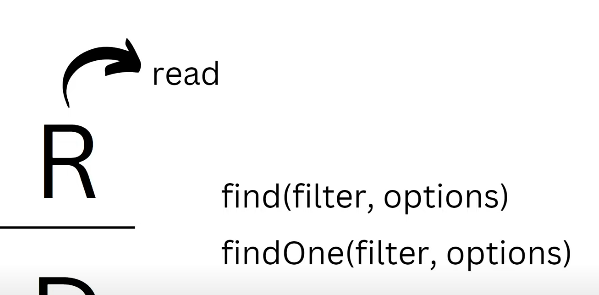 read
R
find(filter, options)
findOne(filter, options)